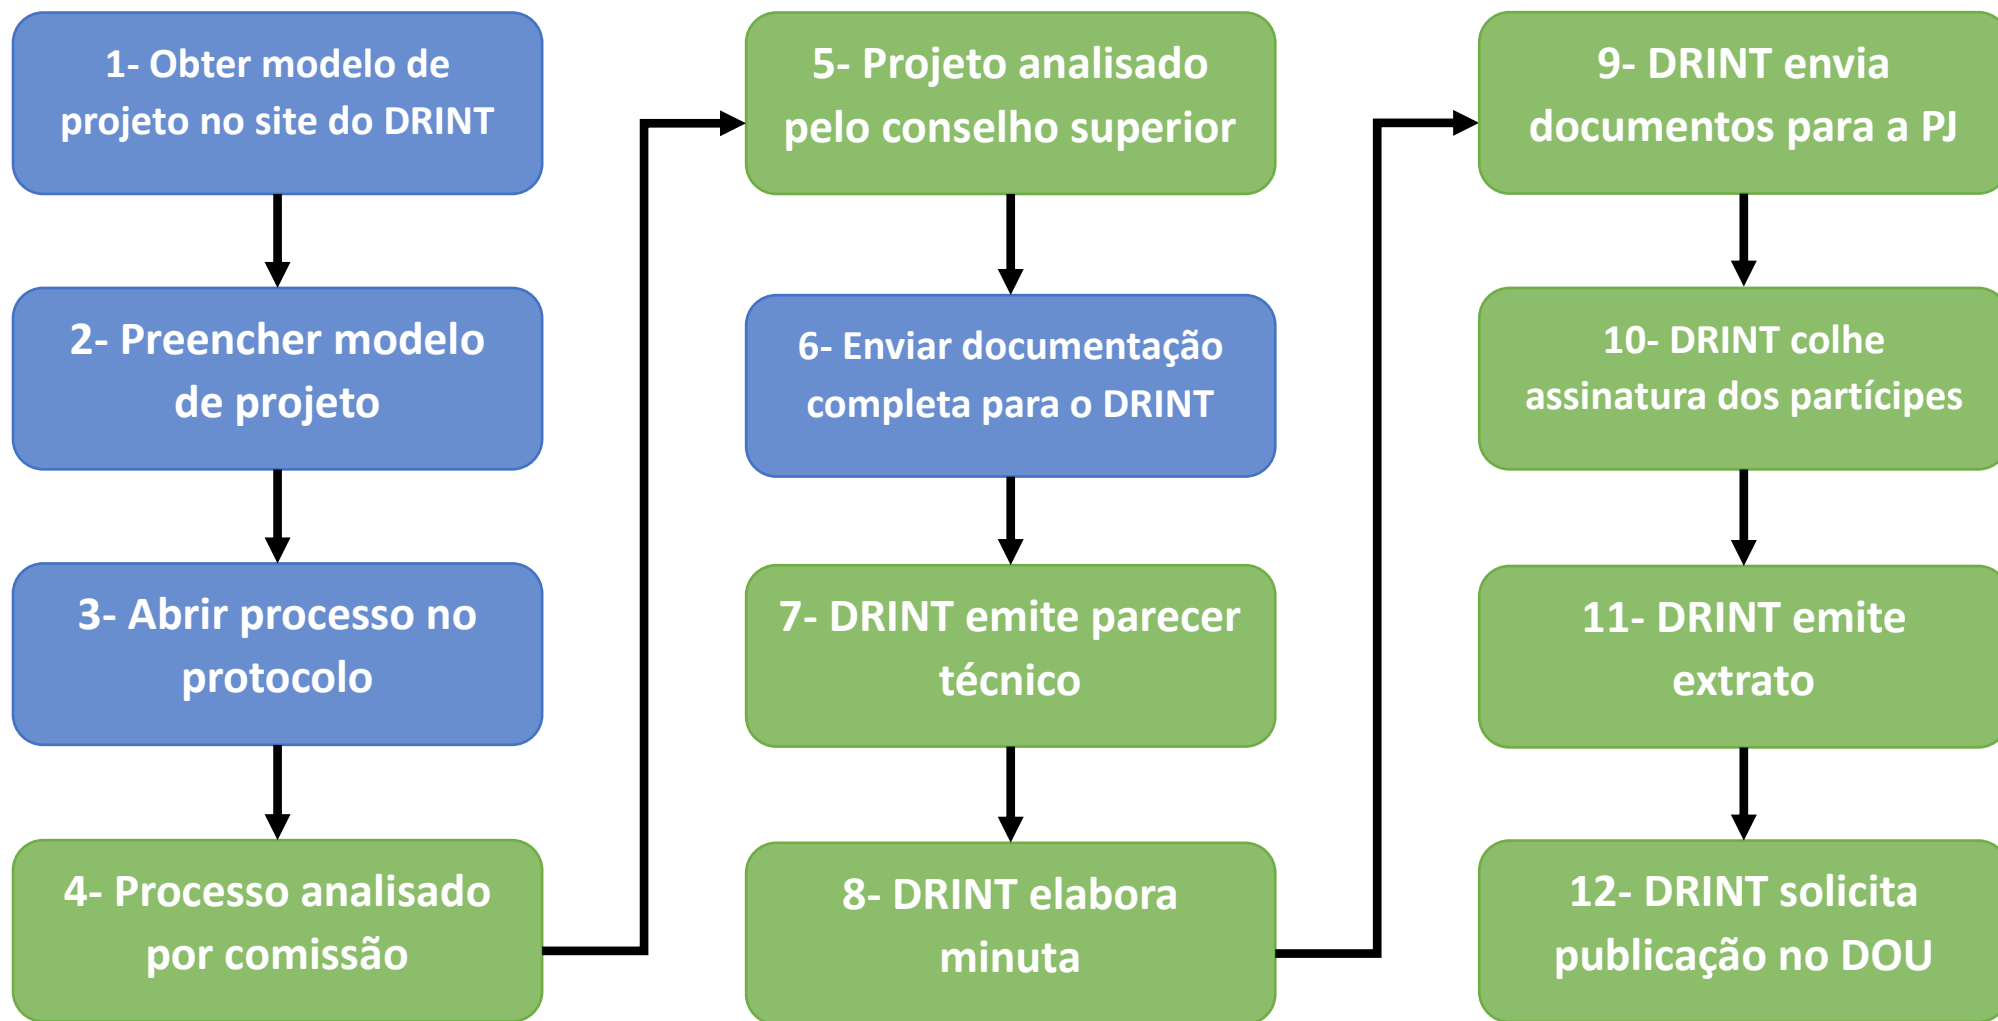 1- Obter modelo de
projeto no site do DRINT
2- Preencher modelo
de projeto
3- Abrir processo no
protocolo
4- Processo analisado
por comissão
5- Projeto analisado
pelo conselho superior
6- Enviar documentação
completa para o DRINT
7- DRINT emite parecer
técnico
8- DRINT elabora
minuta
9- DRINT envia
documentos para a PJ
10- DRINT colhe
assinatura dos partícipes
11- DRINT emite
extrato
12- DRINT solicita
publicação no DOU